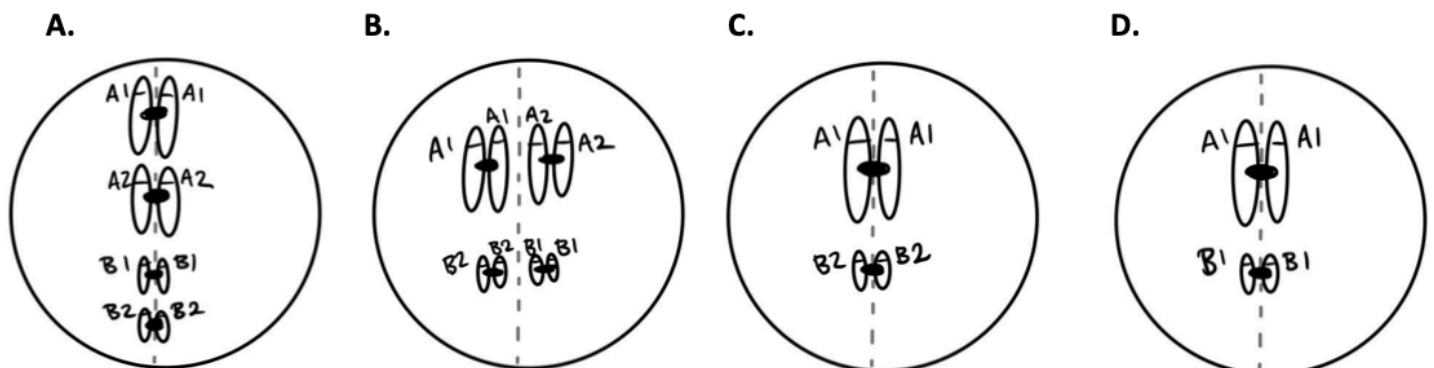 A.
A1 A1
A2 A2
B1 B1
B2 B2
B.
A1 A1 A2 A2
B2 B2 B1 B1
C.
A1 A1
B2 B2
D.
A1 A1
B1 B1